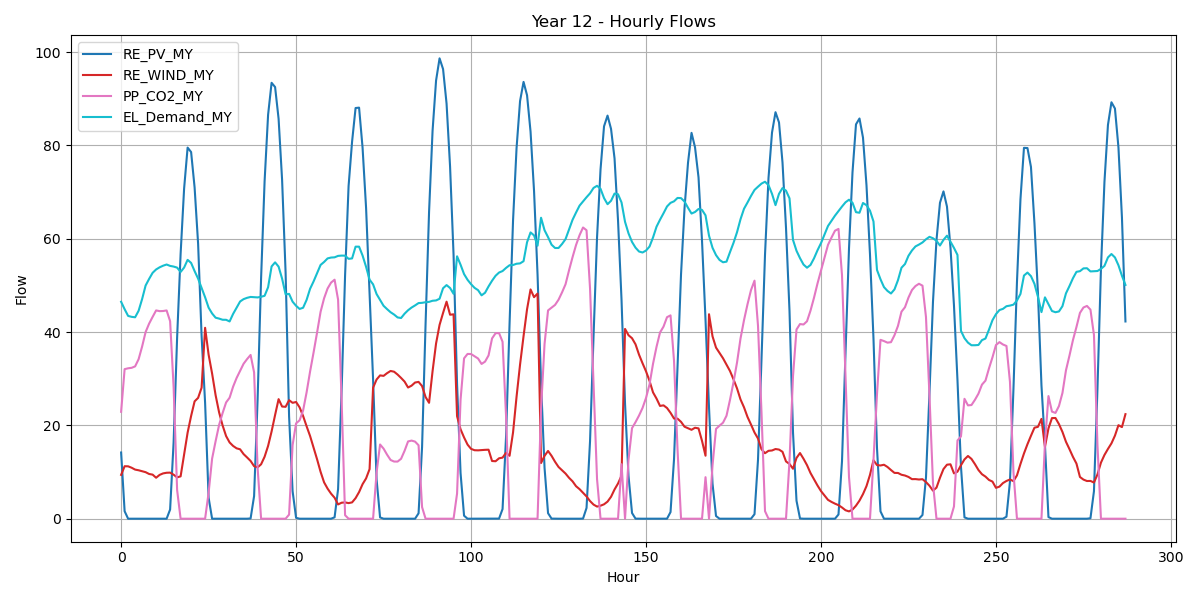 Year 12 - Hourly Flows
RE_PV_MY
RE_WIND_MY
PP_CO2_MY
EL_Demand_MY
100
80
60
40
20
0
Flow
0 50 100 150 200 250 300
Hour